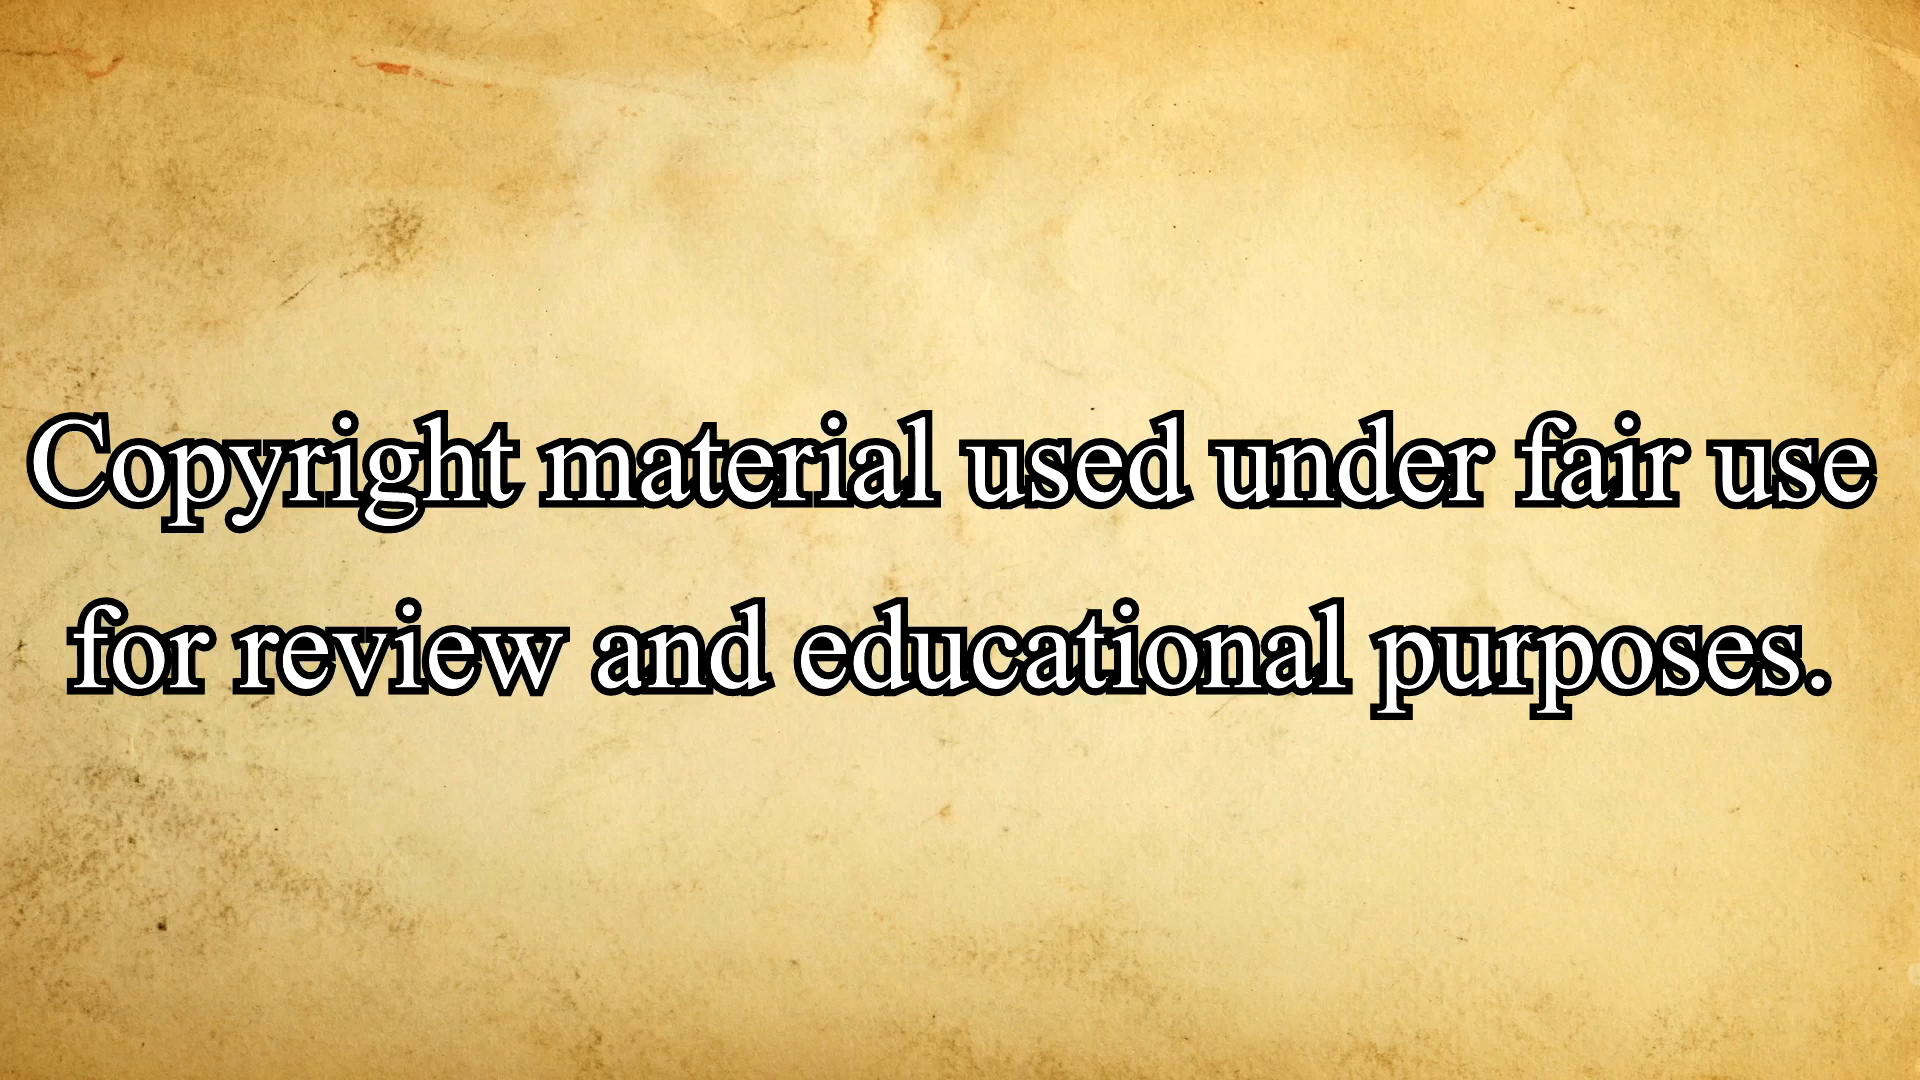 Copyright material used under fair use
for review and educational purposes.